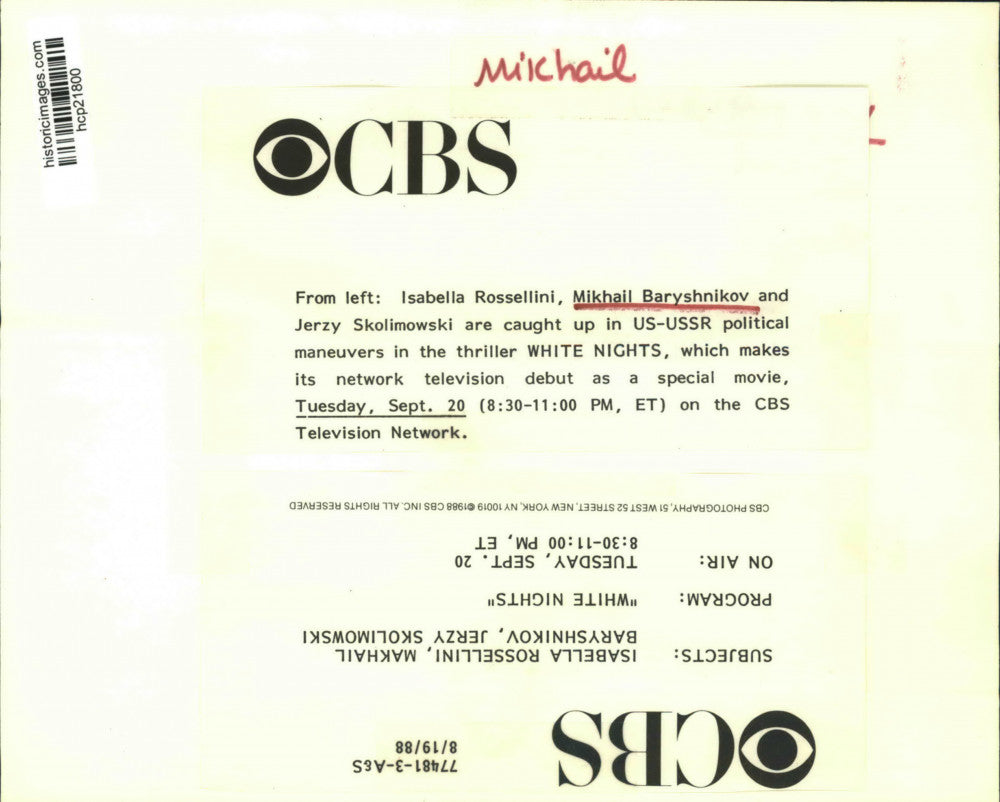 historicimages.com
hcp21800
Mikhail
CBS
From left: Isabella Rossellini, Mikhail Baryshnikov and
Jerzy Skolimowski are caught up in US-USSR political
maneuvers in the thriller WHITE NIGHTS, which makes
its network television debut as a special movie,
Tuesday, Sept. 20 (8:30-11:00 PM, ET) on the CBS
Television Network.
CBS
77481-3-A&S
8/19/88
SUBJECTS: ISABELLA ROSSELLINI, MAKHAIL
BARYSHNIKOV, JERZY SKOLIMOWSKI
PROGRAM: "WHITE NIGHTS"
ON AIR: TUESDAY, SEPT. 20
8:30-11:00 PM, ET
CBS PHOTOGRAPHY, 51 WEST 52 STREET, NEW YORK, NY 10019 © 1988 CBS INC. ALL RIGHTS RESERVED